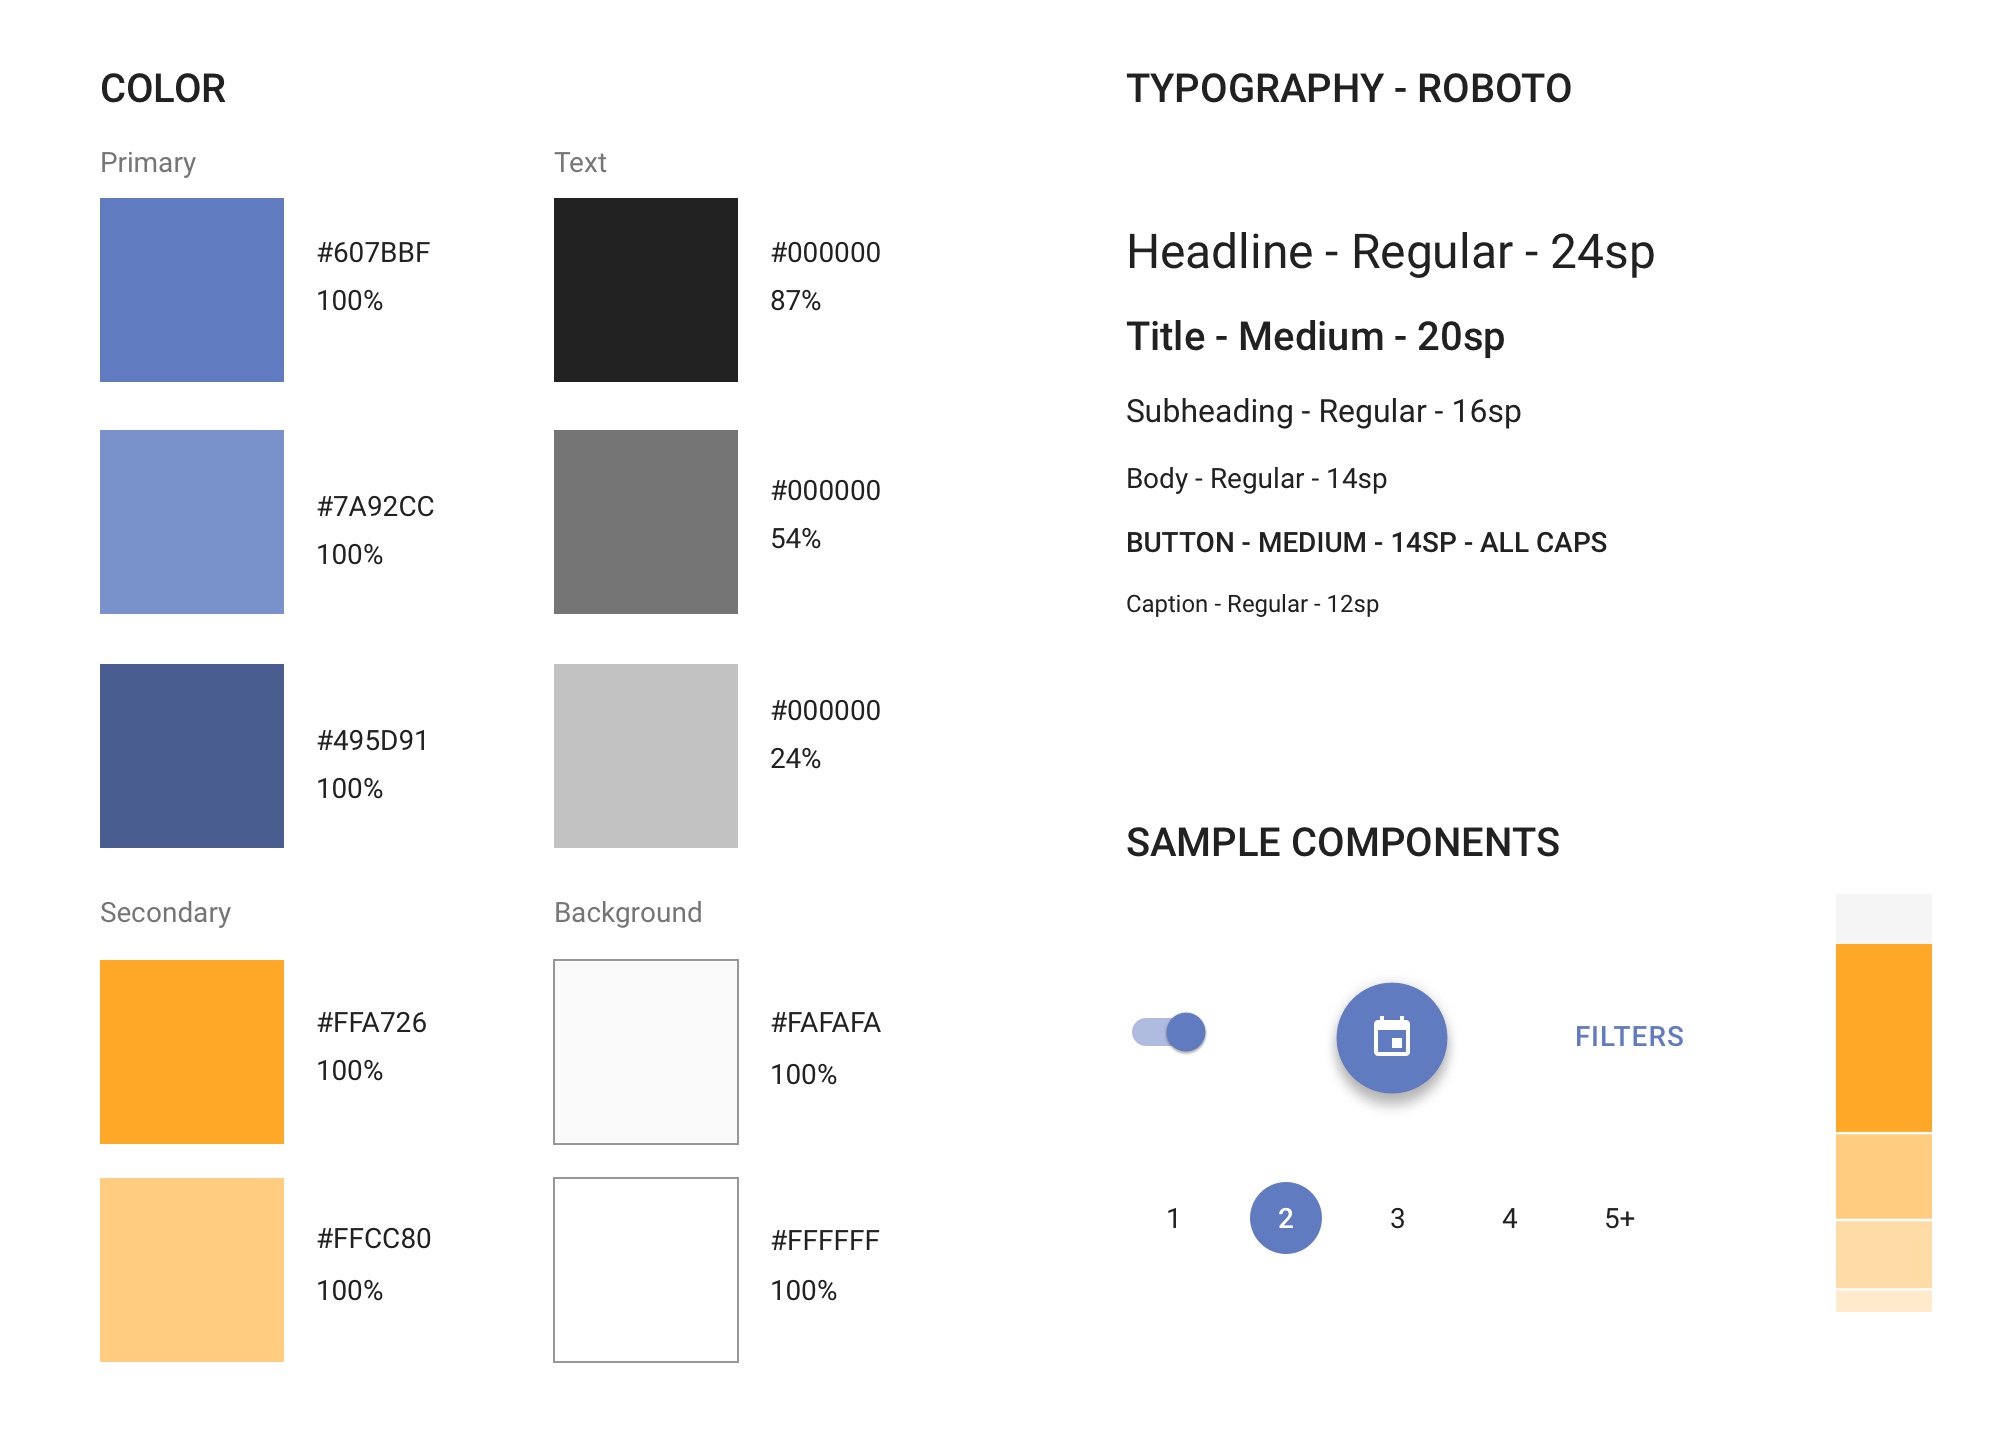 COLOR
Primary
#607BBF
100%
#7A92CC
100%
#495D91
100%
Text
#000000
87%
#000000
54%
#000000
24%
Secondary
#FFA726
100%
#FFCC80
100%
Background
#FAFAFA
100%
#FFFFFF
100%
TYPOGRAPHY - ROBOTO
Headline - Regular - 24sp
Title - Medium - 20sp
Subheading - Regular - 16sp
Body - Regular - 14sp
BUTTON - MEDIUM - 14SP - ALL CAPS
Caption - Regular - 12sp
SAMPLE COMPONENTS
FILTERS
1 2 3 4 5+